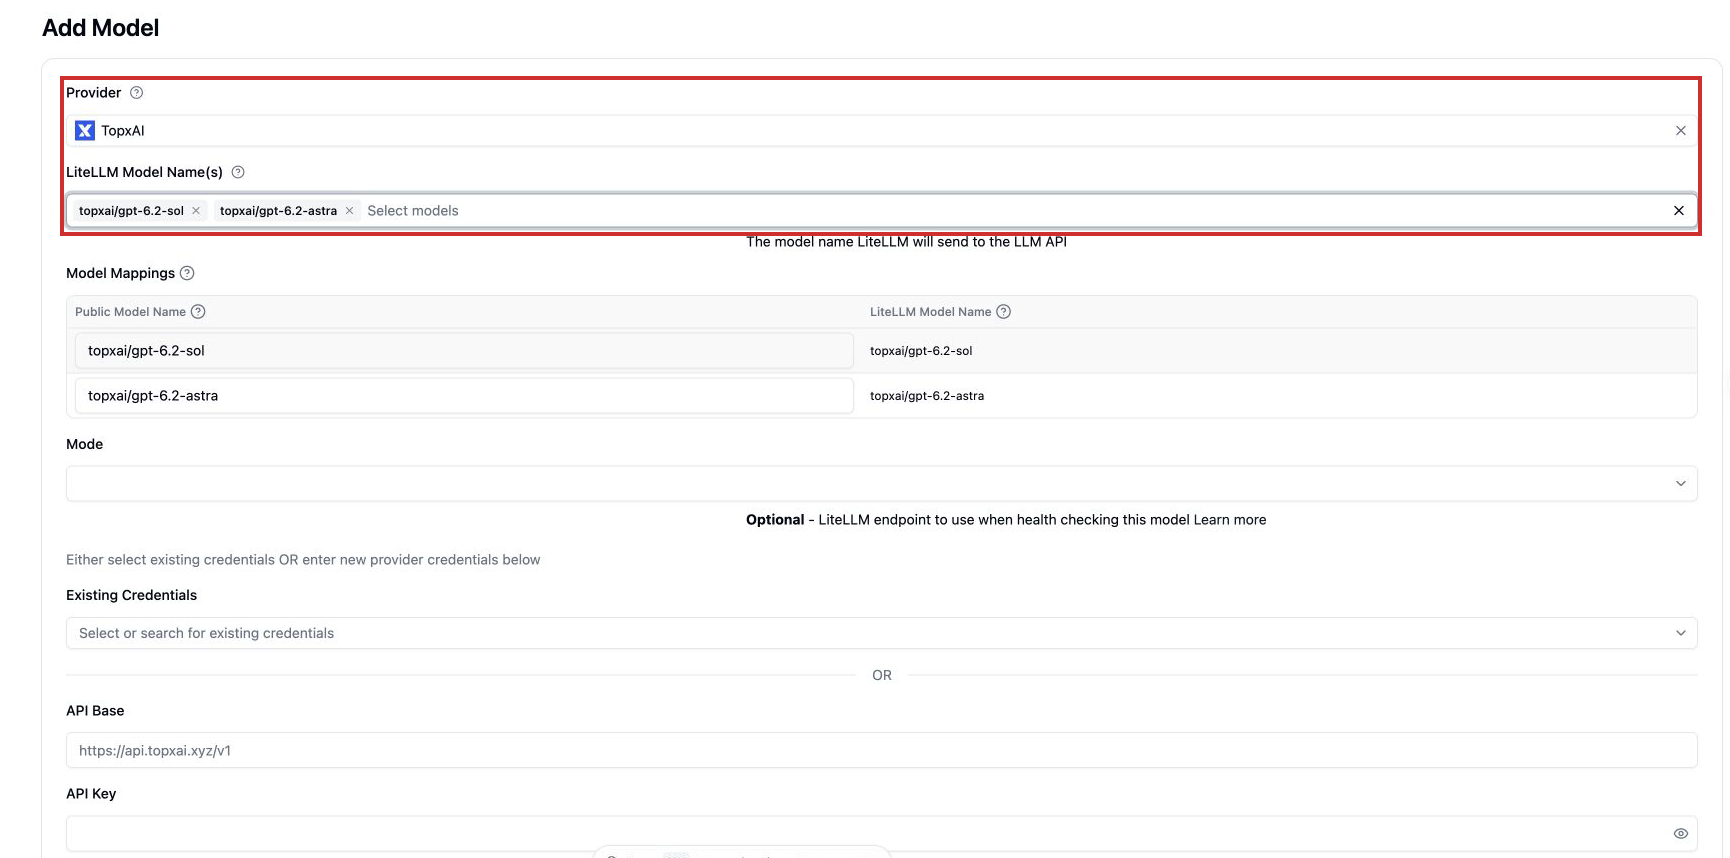 Add Model
Provider
TopxAI
LiteLLM Model Name(s)
topxai/gpt-6.2-sol topxai/gpt-6.2-astra Select models
The model name LiteLLM will send to the LLM API
Model Mappings
Public Model Name LiteLLM Model Name
topxai/gpt-6.2-sol topxai/gpt-6.2-sol
topxai/gpt-6.2-astra topxai/gpt-6.2-astra
Mode
Optional - LiteLLM endpoint to use when health checking this model Learn more
Either select existing credentials OR enter new provider credentials below
Existing Credentials
Select or search for existing credentials
OR
API Base
https://api.topxai.xyz/v1
API Key